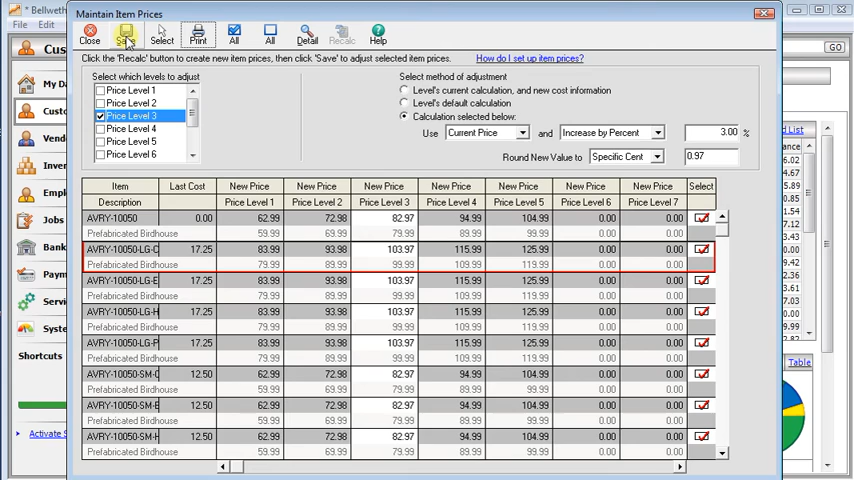 * Bellweth
Maintain Item Prices
File Edit
Close Save Select Print All All Detail Recalc Help
GO
Click the 'Recalc' button to create new item prices, then click 'Save' to adjust selected item prices. How do I set up item prices?
Select which levels to adjust
Price Level 1
Price Level 2
Price Level 3
Price Level 4
Price Level 5
Price Level 6
Select method of adjustment
Level's current calculation, and new cost information
Level's default calculation
Calculation selected below:
Use Current Price and Increase by Percent 3.00 %
Round New Value to Specific Cent 0.97
Cus
My Da
Custo
Vend
Inven
Emplo
Jobs
Bank
Paym
Servic
Syste
Shortcuts
Activate S
d List
ance
Table
Item Last Cost New Price New Price New Price New Price New Price New Price New Price Select
Description Price Level 1 Price Level 2 Price Level 3 Price Level 4 Price Level 5 Price Level 6 Price Level 7
AVRY-10050 0.00 62.99 72.98 82.97 94.99 104.99 0.00 0.00
Prefabricated Birdhouse 59.99 69.99 79.99 89.99 99.99 0.00 0.00
AVRY-10050-LG-C 17.25 83.99 93.98 103.97 115.99 125.99 0.00 0.00
Prefabricated Birdhouse 79.99 89.99 99.99 109.99 119.99 0.00 0.00
AVRY-10050-LG-E 17.25 83.99 93.98 103.97 115.99 125.99 0.00 0.00
Prefabricated Birdhouse 79.99 89.99 99.99 109.99 119.99 0.00 0.00
AVRY-10050-LG-H 17.25 83.99 93.98 103.97 115.99 125.99 0.00 0.00
Prefabricated Birdhouse 79.99 89.99 99.99 109.99 119.99 0.00 0.00
AVRY-10050-LG-P 17.25 83.99 93.98 103.97 115.99 125.99 0.00 0.00
Prefabricated Birdhouse 79.99 89.99 99.99 109.99 119.99 0.00 0.00
AVRY-10050-SM-C 12.50 62.99 72.98 82.97 94.99 104.99 0.00 0.00
Prefabricated Birdhouse 59.99 69.99 79.99 89.99 99.99 0.00 0.00
AVRY-10050-SM-E 12.50 62.99 72.98 82.97 94.99 104.99 0.00 0.00
Prefabricated Birdhouse 59.99 69.99 79.99 89.99 99.99 0.00 0.00
AVRY-10050-SM-H 12.50 62.99 72.98 82.97 94.99 104.99 0.00 0.00
Prefabricated Birdhouse 59.99 69.99 79.99 89.99 99.99 0.00 0.00